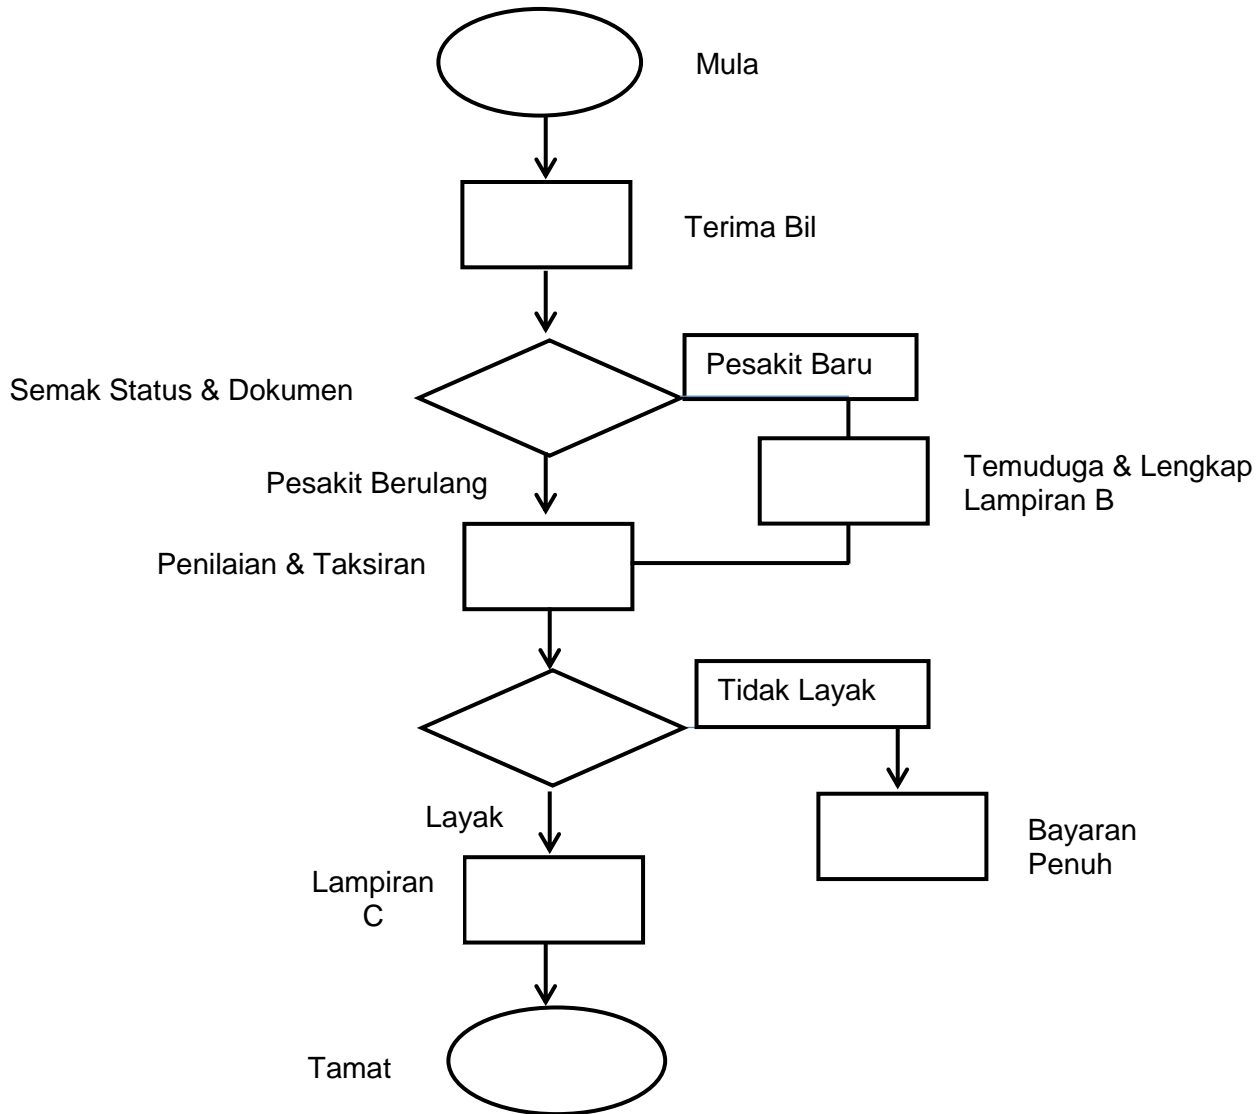 Mula
Terima Bil
Pesakit Baru
Semak Status & Dokumen
Temuduga & Lengkap
Lampiran B
Pesakit Berulang
Penilaian & Taksiran
Tidak Layak
Layak
Bayaran
Penuh
Lampiran
C
Tamat